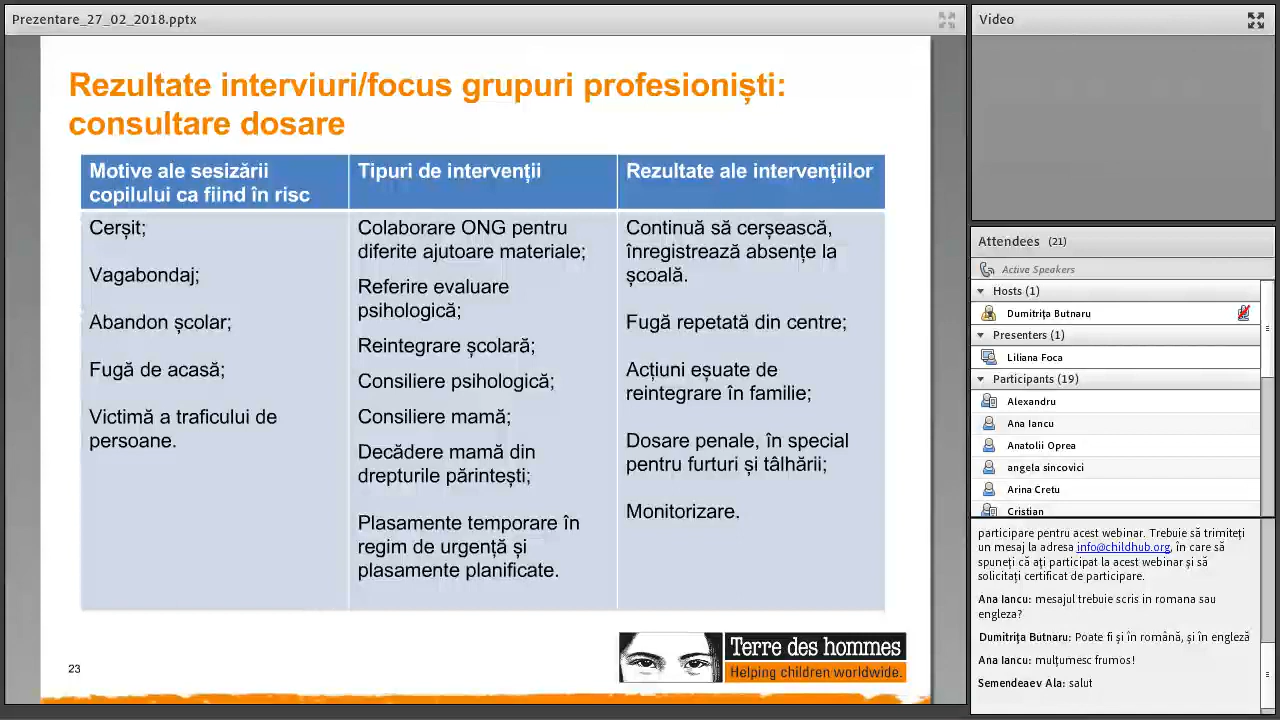 Prezentare_27_02_2018.pptx
Rezultate interviuri/focus grupuri profesioniști:
consultare dosare
Motive ale sesizării
copilului ca fiind în risc
Cerșit;
Vagabondaj;
Abandon școlar;
Fugă de acasă;
Victimă a traficului de
persoane.
Tipuri de intervenții
Colaborare ONG pentru
diferite ajutoare materiale;
Referire evaluare
psihologică;
Reintegrare școlară;
Consiliere psihologică;
Consiliere mamă;
Decădere mamă din
drepturile părintești;
Plasamente temporare în
regim de urgență și
plasamente planificate.
Rezultate ale intervențiilor
Continuă să cerșească,
înregistrează absențe la
școală.
Fugă repetată din centre;
Acțiuni eșuate de
reintegrare în familie;
Dosare penale, în special
pentru furturi și tâlhării;
Monitorizare.
23
Terre des hommes
Helping children worldwide.
Video
Attendees (21)
Active Speakers
Hosts (1)
Dumitrița Butnaru
Presenters (1)
Liliana Foca
Participants (19)
Alexandru
Ana Iancu
Anatolii Oprea
angela sincovici
Arina Cretu
Cristian
participare pentru acest webinar. Trebuie să trimiteți
un mesaj la adresa info@childhub.org, în care să
spuneți că ați participat la acest webinar și să
solicitați certificat de participare.
Ana Iancu: mesajul trebuie scris in romana sau
engleza?
Dumitrița Butnaru: Poate fi și în română, și în engleză
Ana Iancu: mulțumesc frumos!
Semendeaev Ala: salut